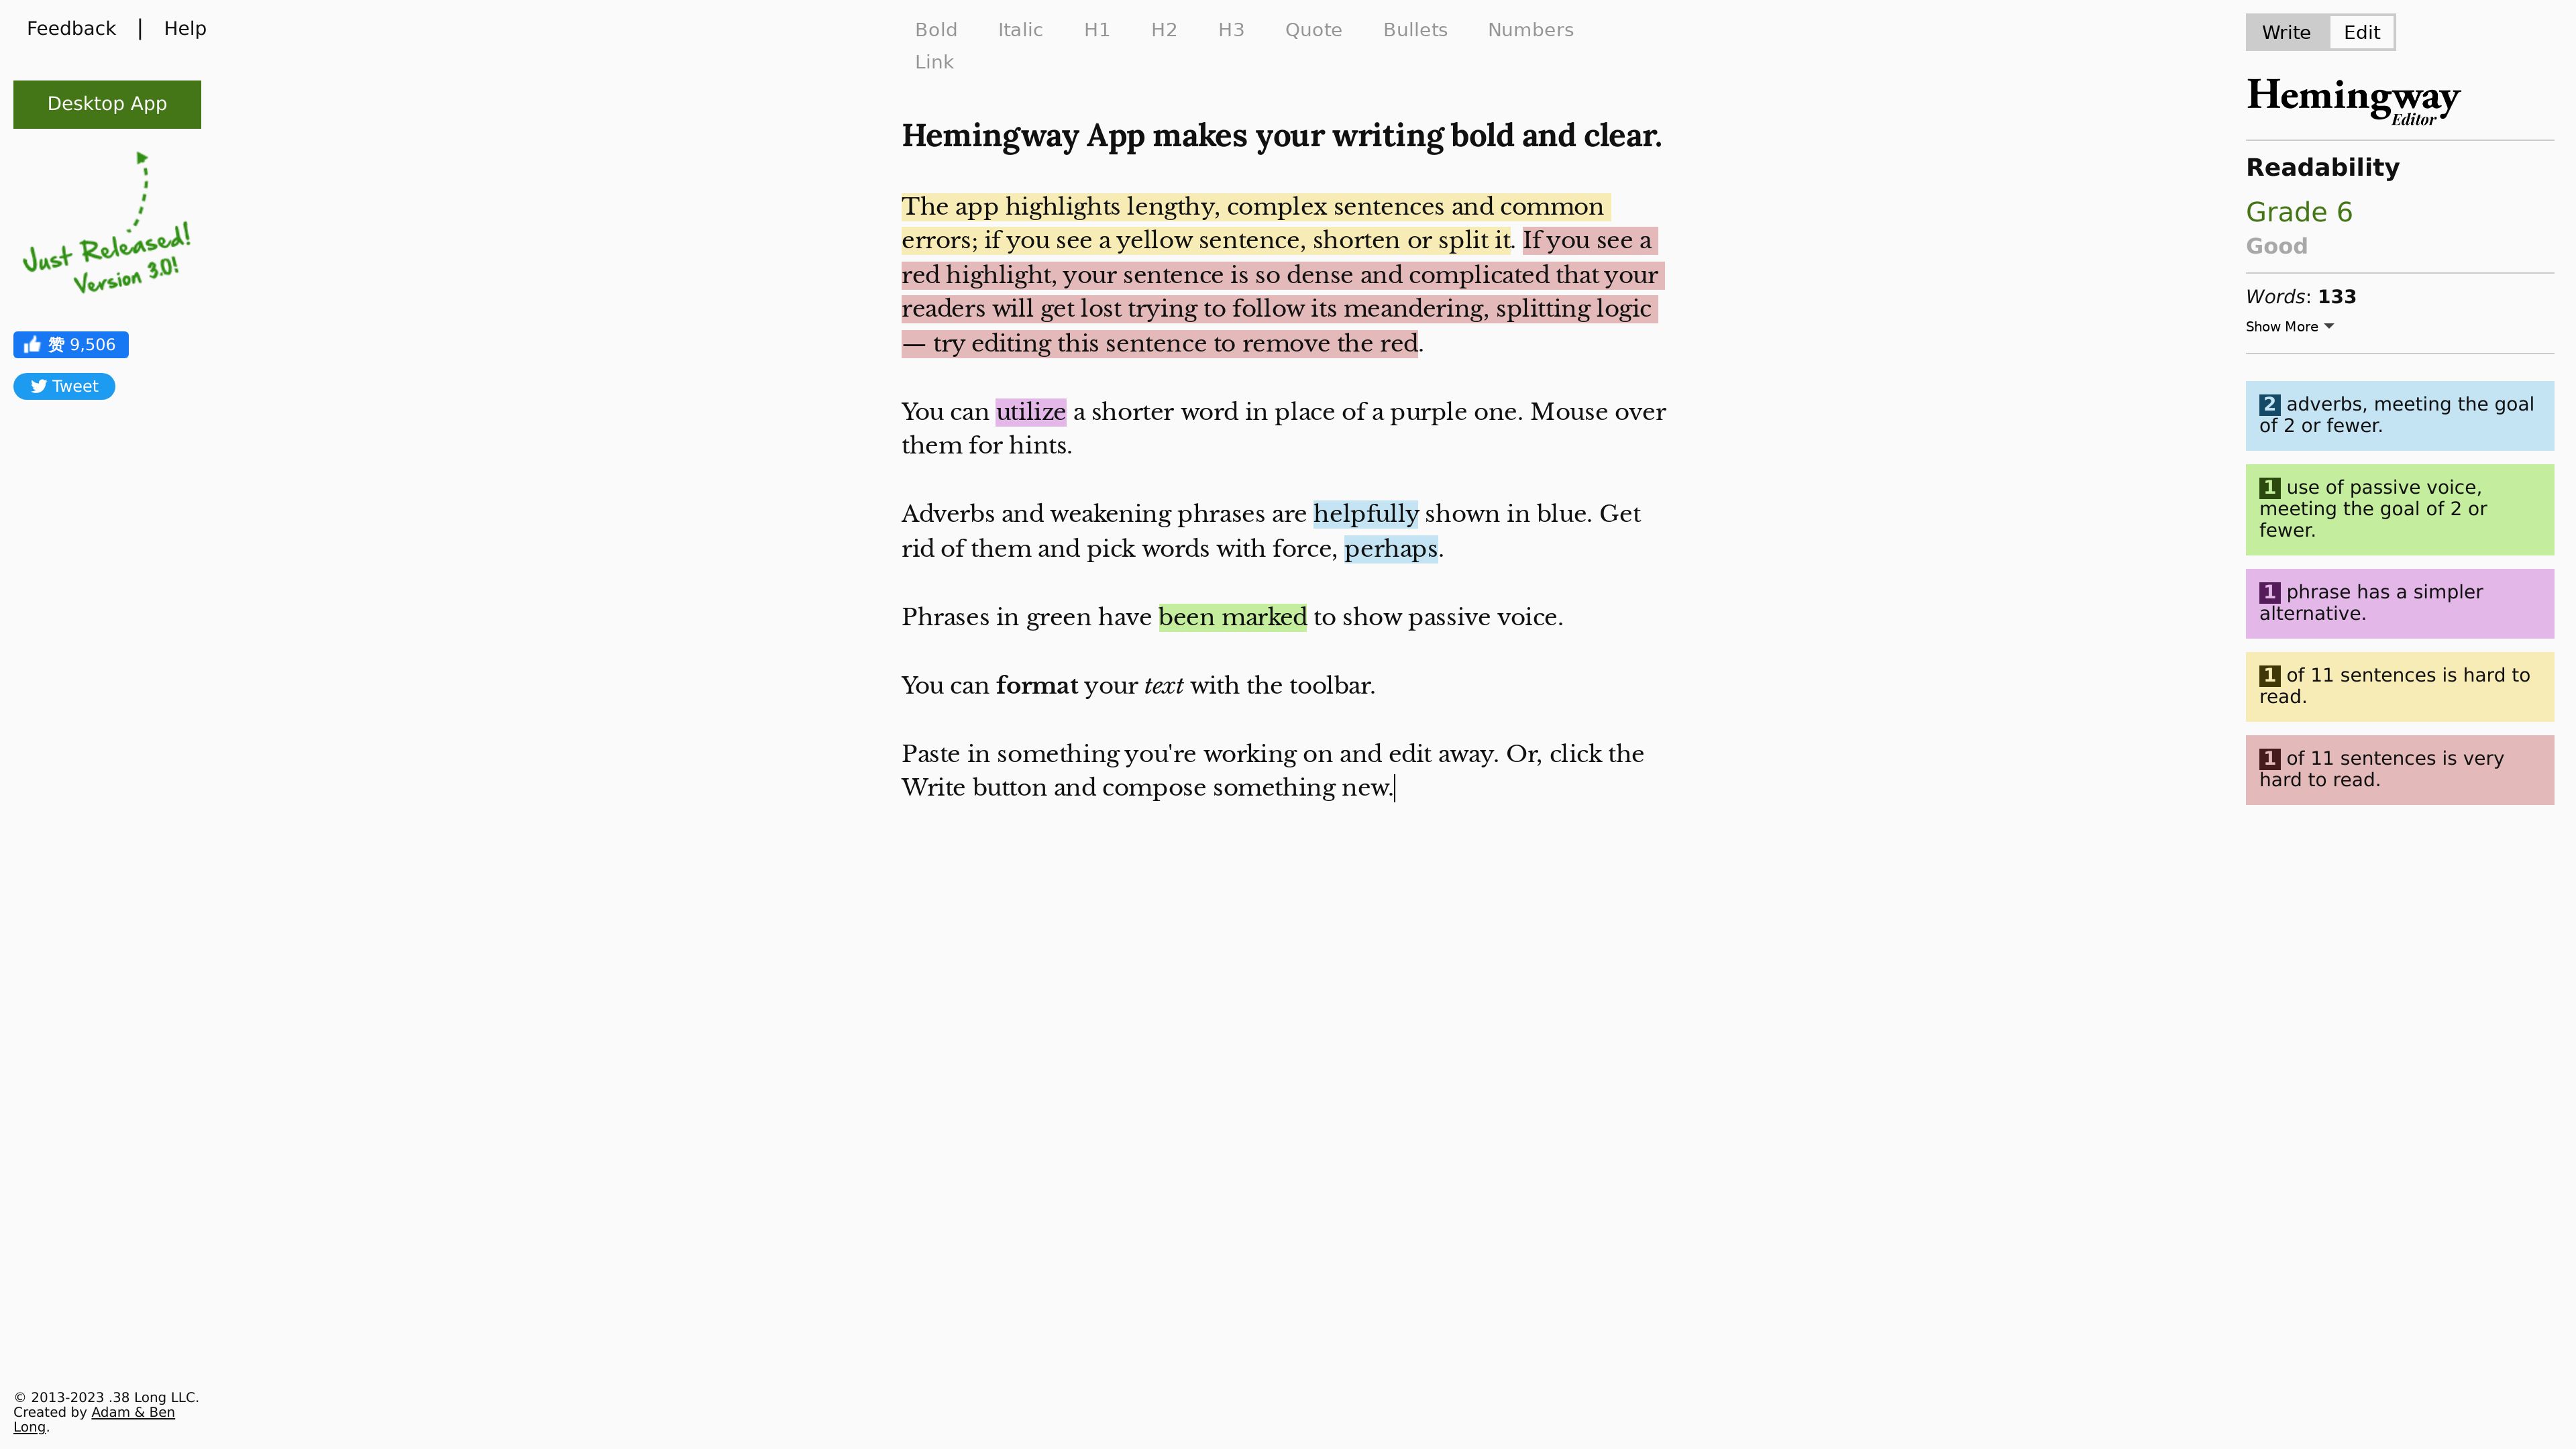 Feedback | Help
Desktop App
Just Released!
Version 3.0!
赞 9,506
Tweet
© 2013-2023 .38 Long LLC.
Created by Adam & Ben
Long.
Bold Italic H1 H2 H3 Quote Bullets Numbers
Link
Hemingway App makes your writing bold and clear.
The app highlights lengthy, complex sentences and common
errors; if you see a yellow sentence, shorten or split it. If you see a
red highlight, your sentence is so dense and complicated that your
readers will get lost trying to follow its meandering, splitting logic
— try editing this sentence to remove the red.
You can utilize a shorter word in place of a purple one. Mouse over
them for hints.
Adverbs and weakening phrases are helpfully shown in blue. Get
rid of them and pick words with force, perhaps.
Phrases in green have been marked to show passive voice.
You can format your text with the toolbar.
Paste in something you're working on and edit away. Or, click the
Write button and compose something new.
Write Edit
Hemingway
Editor
Readability
Grade 6
Good
Words: 133
Show More
2 adverbs, meeting the goal
of 2 or fewer.
1 use of passive voice,
meeting the goal of 2 or
fewer.
1 phrase has a simpler
alternative.
1 of 11 sentences is hard to
read.
1 of 11 sentences is very
hard to read.